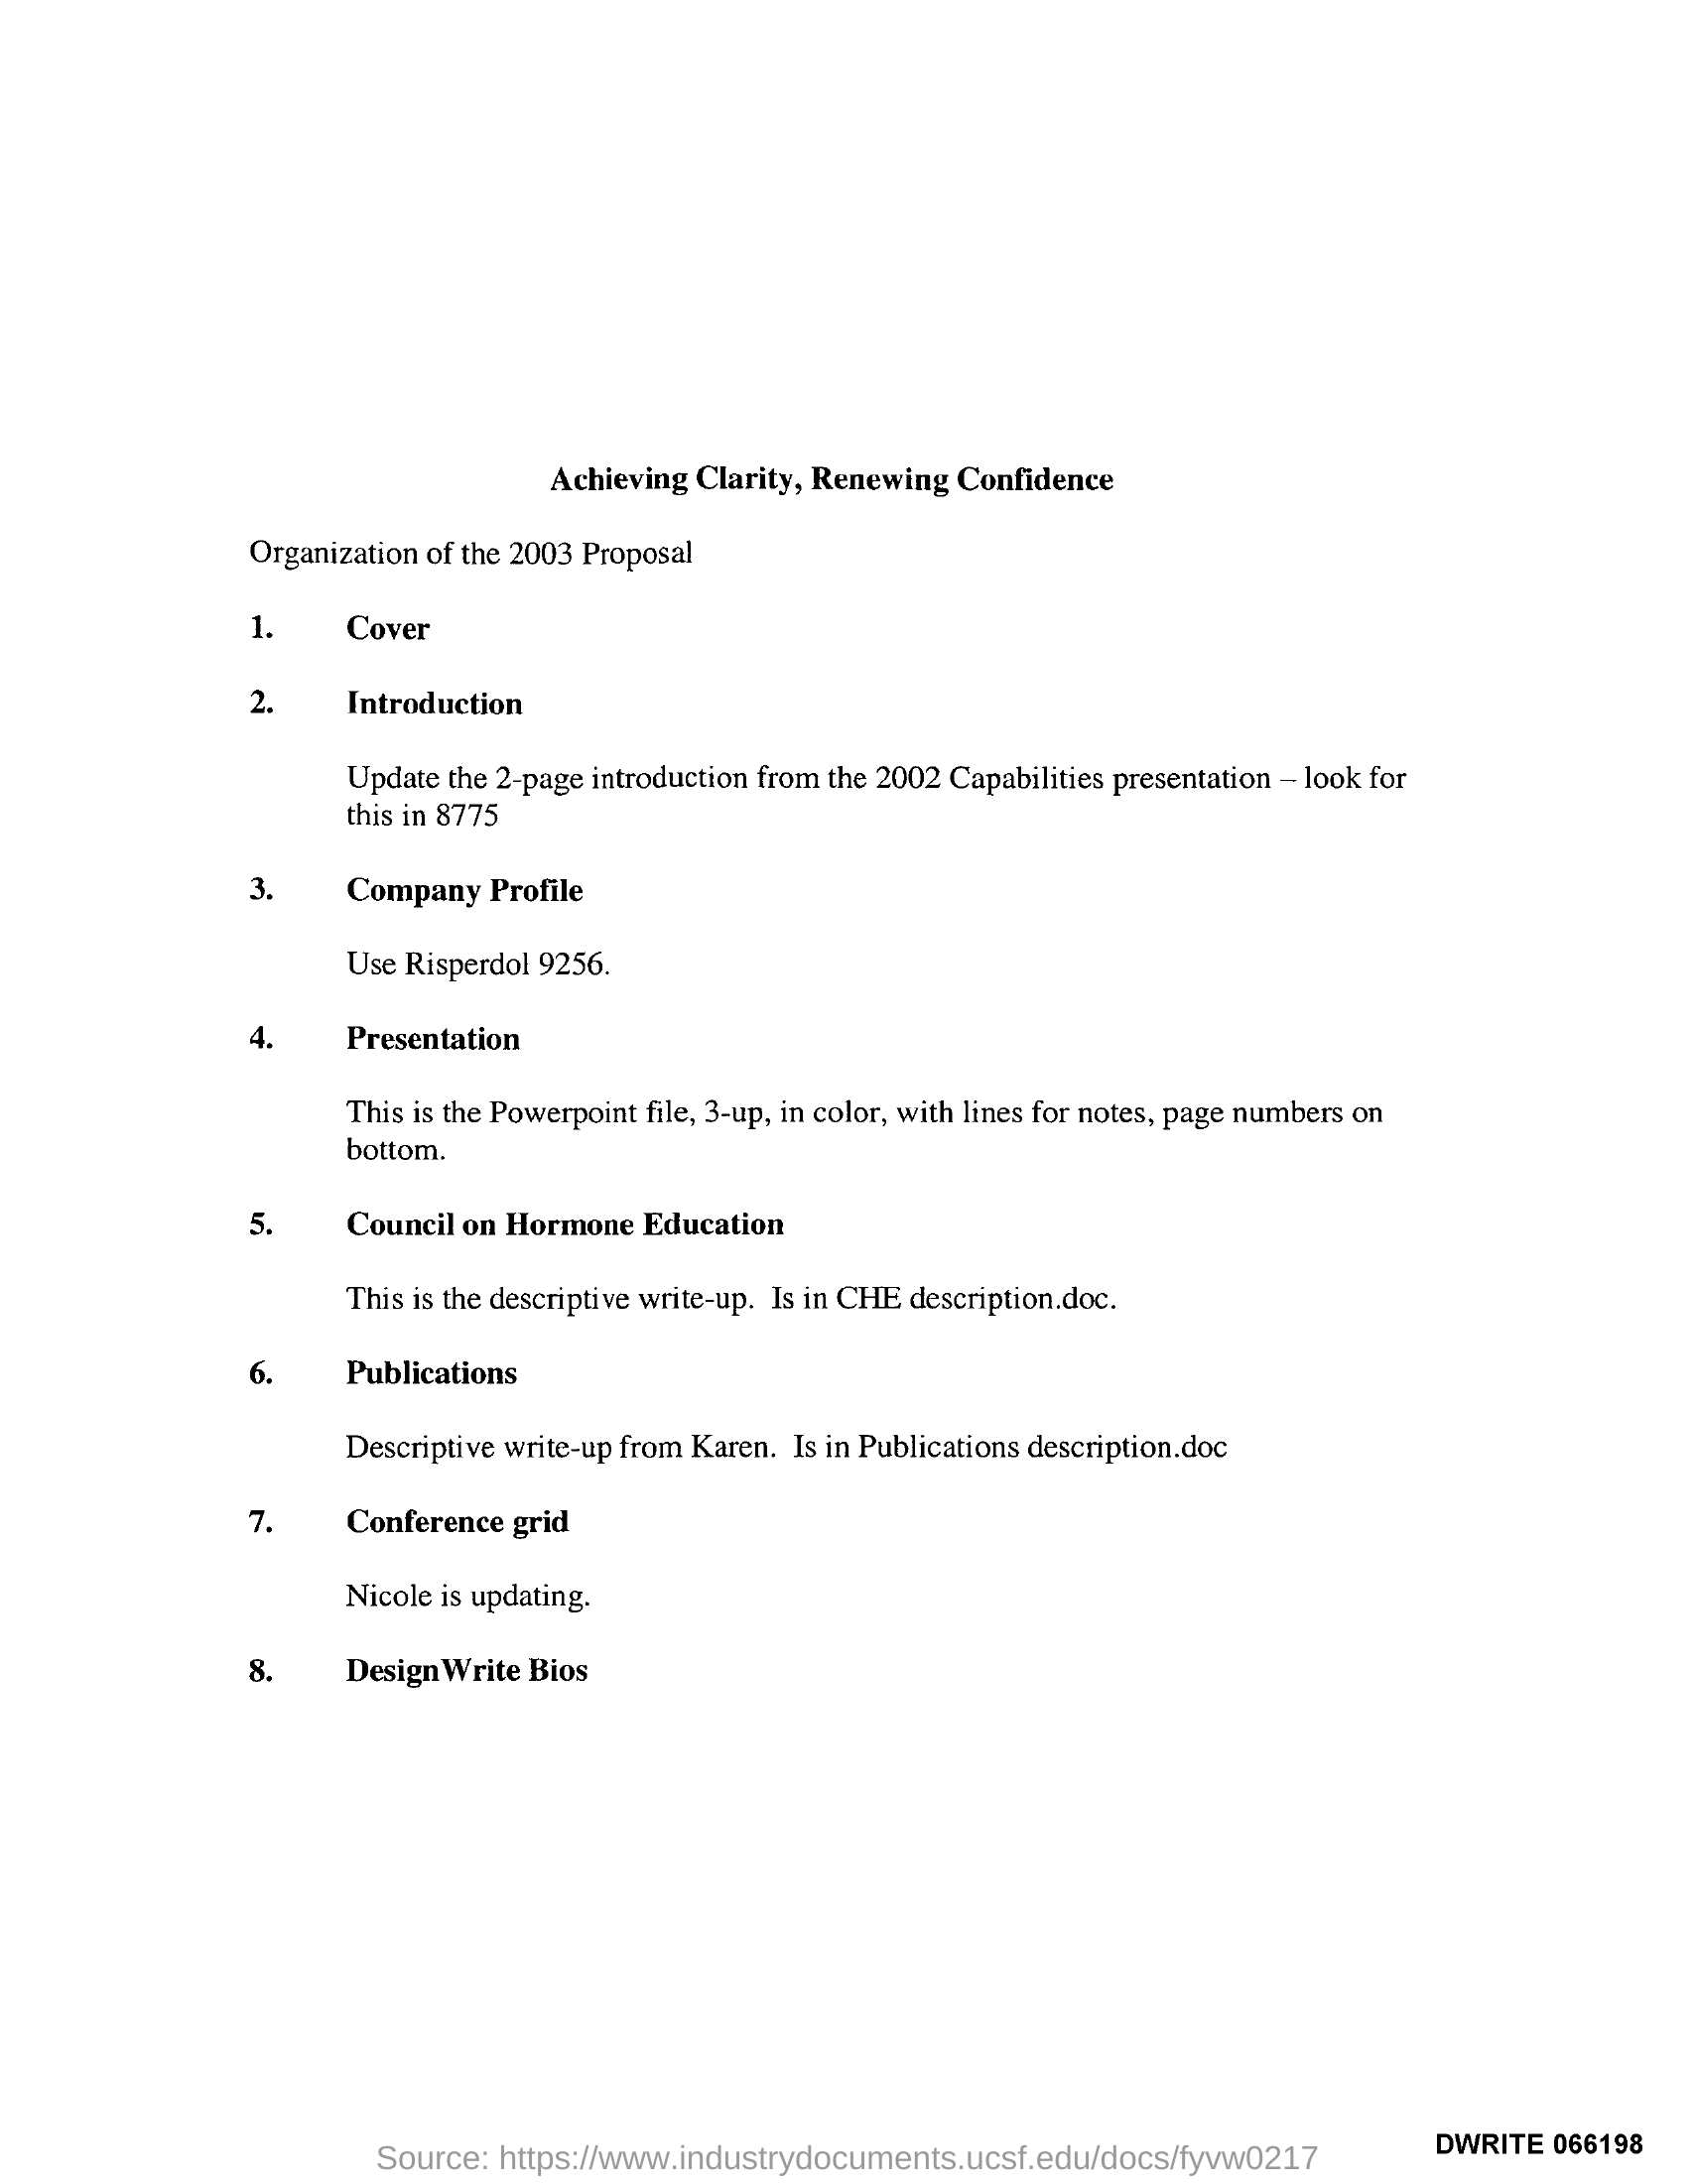 Achieving Clarity, Renewing Confidence
Organization of the 2003 Proposal
1. Cover
2. Introduction
Update the 2-page introduction from the 2002 Capabilities presentation – look for
this in 8775
3. Company Profile
Use Risperdol 9256.
4. Presentation
This is the Powerpoint file, 3-up, in color, with lines for notes, page numbers on
bottom.
5. Council on Hormone Education
This is the descriptive write-up. Is in CHE description.doc.
6. Publications
Descriptive write-up from Karen. Is in Publications description.doc
7. Conference grid
Nicole is updating.
8. DesignWrite Bios
DWRITE 066198
Source: https://www.industrydocuments.ucsf.edu/docs/fyvw0217